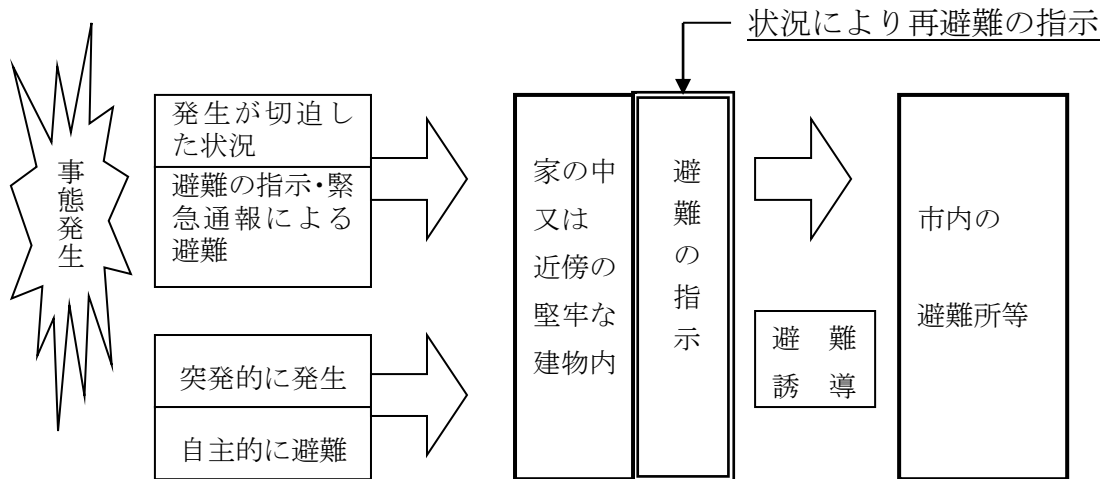 状況により再避難の指示
事態発生
発生が切迫し
た状況
避難の指示・緊
急通報による
避難
突発的に発生
自主的に避難
家の中
又は
近傍の
堅牢な
建物内
避難の指示
避 難
誘 導
市内の
避難所等